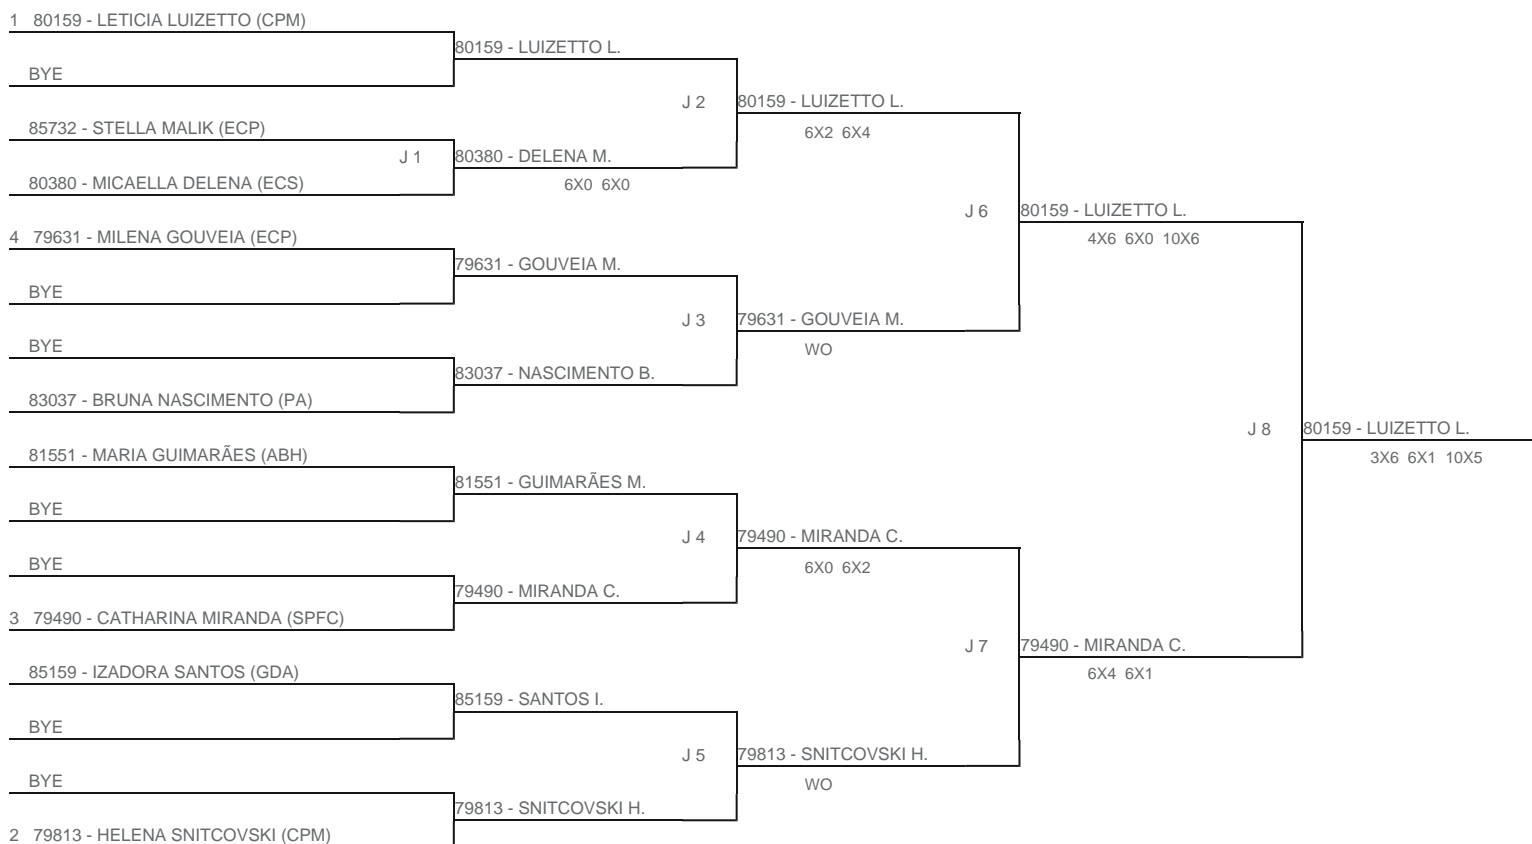 1 80159 - LETICIA LUIZETTO (CPM)
80159 - LUIZETTO L.
BYE
J 2
80159 - LUIZETTO L.
6X2 6X4
85732 - STELLA MALIK (ECP)
J 1
80380 - DELENA M.
6X0 6X0
80380 - MICAELLA DELENA (ECS)
J 6
80159 - LUIZETTO L.
4X6 6X0 10X6
4 79631 - MILENA GOUVEIA (ECP)
79631 - GOUVEIA M.
BYE
J 3
79631 - GOUVEIA M.
WO
BYE
83037 - NASCIMENTO B.
83037 - BRUNA NASCIMENTO (PA)
J 8
80159 - LUIZETTO L.
3X6 6X1 10X5
81551 - MARIA GUIMARÃES (ABH)
81551 - GUIMARÃES M.
BYE
J 4
79490 - MIRANDA C.
6X0 6X2
BYE
79490 - MIRANDA C.
3 79490 - CATHARINA MIRANDA (SPFC)
J 7
79490 - MIRANDA C.
6X4 6X1
85159 - IZADORA SANTOS (GDA)
85159 - SANTOS I.
BYE
J 5
79813 - SNITCOVSKI H.
WO
BYE
79813 - SNITCOVSKI H.
2 79813 - HELENA SNITCOVSKI (CPM)